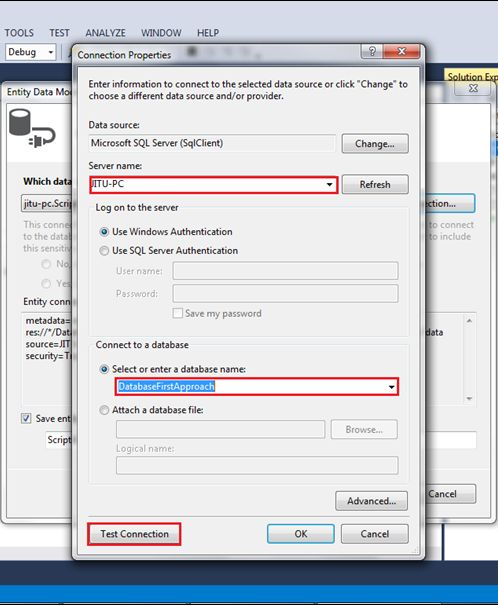 TOOLS TEST ANALYZE WINDOW HELP
Debug
Connection Properties
Solution Exp
Entity Data Mo
Enter information to connect to the selected data source or click "Change" to
choose a different data source and/or provider.
Data source:
Microsoft SQL Server (SqlClient)
Change...
Server name:
JITU-PC
Refresh
Log on to the server
Use Windows Authentication
Use SQL Server Authentication
User name:
Password:
Save my password
Connect to a database
Select or enter a database name:
DatabaseFirstApproach
Attach a database file:
Browse...
Logical name:
Advanced...
Test Connection
OK
Cancel
Which data
jitu-pc.Scrip
ction...
This conne
to connect
to the datab
to include
this sensitiv
No,
Yes
Entity conn
metadata=
res://*/Data
data
source=JIT
security=Tr
Save ent
Script
Cancel